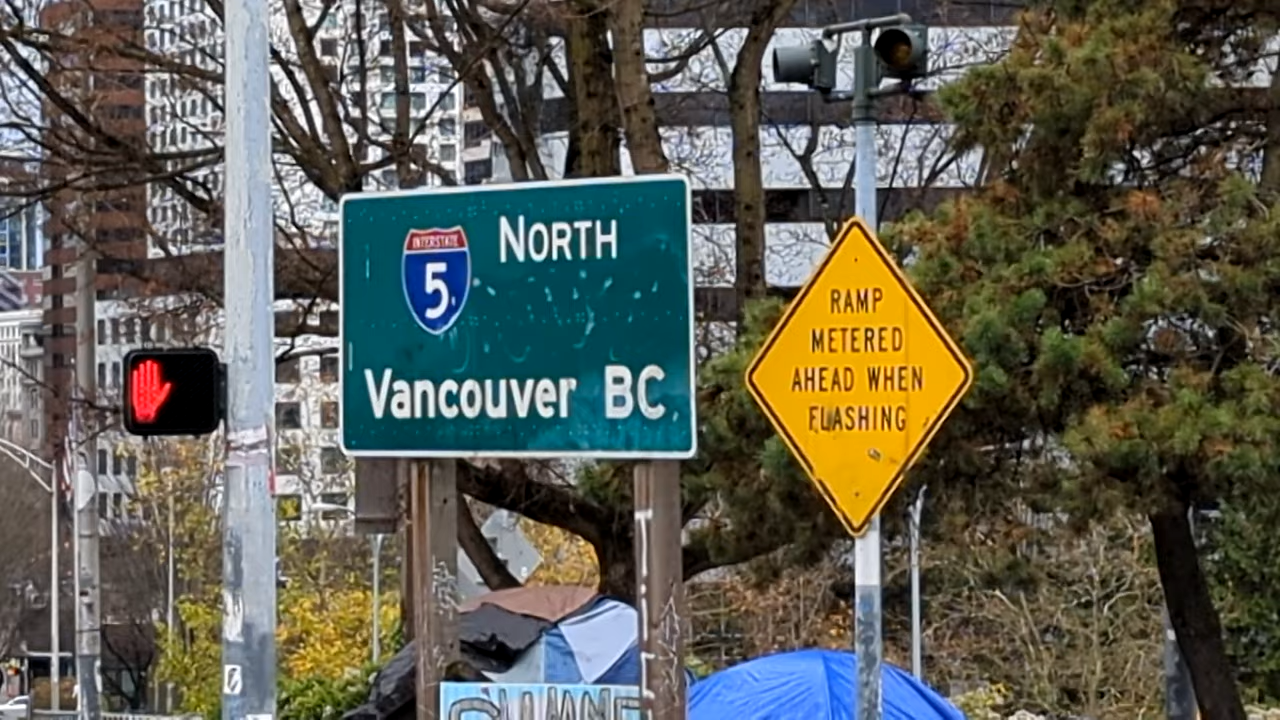 INTERSTATE
5
NORTH
Vancouver BC
RAMP
METERED
AHEAD WHEN
FLASHING